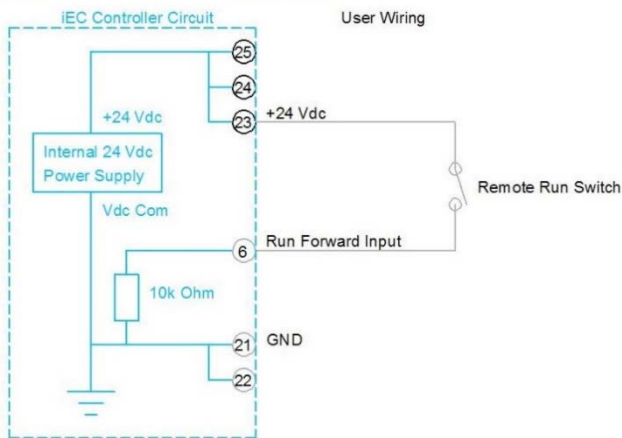 iEC Controller Circuit
User Wiring
25
24
+24 Vdc
23
+24 Vdc
Internal 24 Vdc
Power Supply
Remote Run Switch
Vdc Com
6
Run Forward Input
10k Ohm
21
GND
22